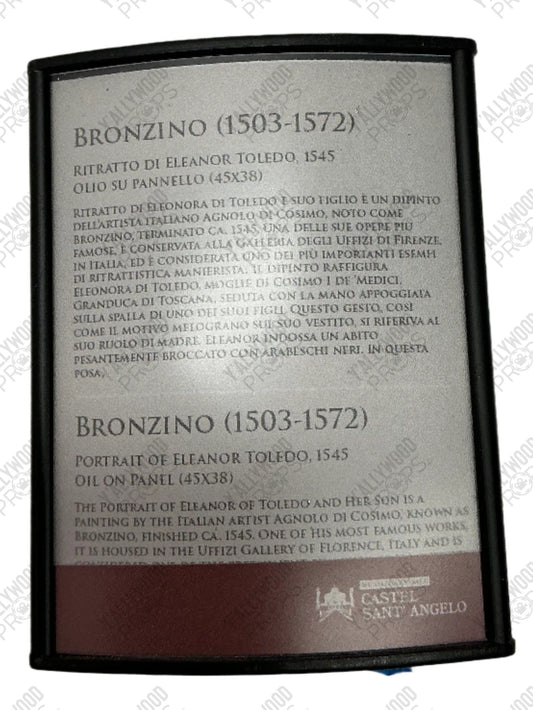 BRONZINO (1503-1572)
RITRATTO DI ELEANOR TOLEDO, 1545
OLIO SU PANNELLO (45X38)
RITRATTO DI ELEONORA DI TOLEDO E SUO FIGLIO È UN DIPINTO
DELL'ARTISTA ITALIANO AGNOLO DI COSIMO, NOTO COME
BRONZINO, TERMINATO CA. 1545, UNA DELLE SUE OPERE PIÙ
FAMOSE, È CONSERVATA ALLA GALLERIA DEGLI UFFIZI DI FIRENZE,
IN ITALIA, ED È CONSIDERATA UNO DEI PIÙ IMPORTANTI ESEMPI
DI RITRATTISTICA MANIERISTA. IL DIPINTO RAFFIGURA
ELEONORA DI TOLEDO, MOGLIE DI COSIMO I DE 'MEDICI,
GRANDUCA DI TOSCANA, SEDUTA CON LA MANO APPOGGIATA
SULLA SPALLA DI UNO DEI SUOI FIGLI. QUESTO GESTO, COSÌ
COME IL MOTIVO MELOGRANO SUL SUO VESTITO, SI RIFERIVA AL
SUO RUOLO DI MADRE. ELEANOR INDOSSA UN ABITO
PESANTEMENTE BROCCATO CON ARABESCHI NERI. IN QUESTA
POSA,
BRONZINO (1503-1572)
PORTRAIT OF ELEANOR TOLEDO, 1545
OIL ON PANEL (45X38)
THE PORTRAIT OF ELEANOR OF TOLEDO AND HER SON IS A
PAINTING BY THE ITALIAN ARTIST AGNOLO DI COSIMO, KNOWN AS
BRONZINO, FINISHED CA. 1545. ONE OF HIS MOST FAMOUS WORKS,
IT IS HOUSED IN THE UFFIZI GALLERY OF FLORENCE, ITALY AND IS
CASTEL
SANT' ANGELO
Y'ALLYWOOD
PROPS